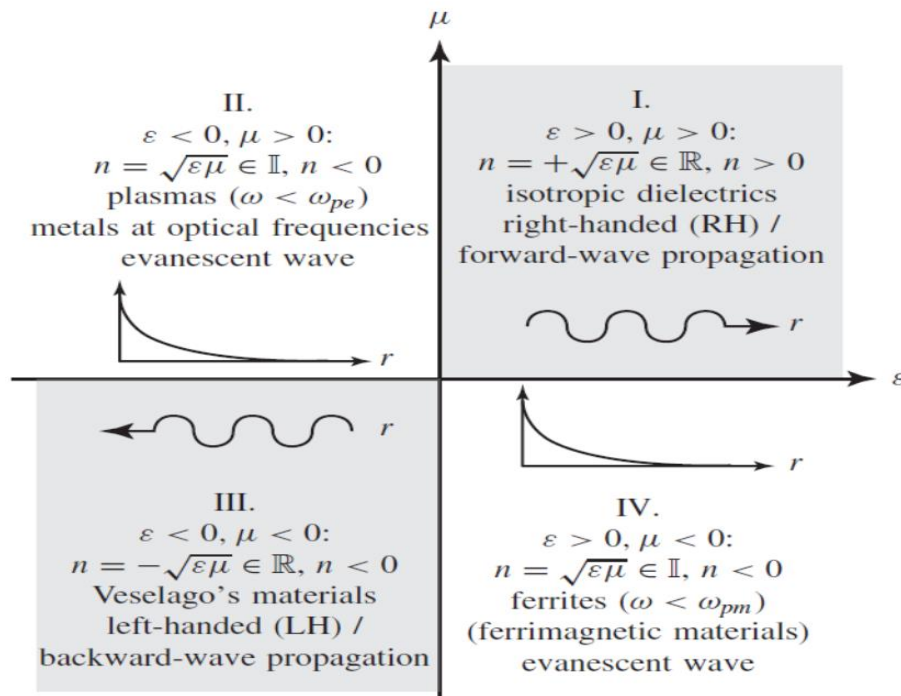 μ
II.
ε < 0, μ > 0:
n = √εμ ∈ 𝕀, n < 0
plasmas (ω < ω_pe)
metals at optical frequencies
evanescent wave
r
I.
ε > 0, μ > 0:
n = +√εμ ∈ ℝ, n > 0
isotropic dielectrics
right-handed (RH) /
forward-wave propagation
r
ε
r
III.
ε < 0, μ < 0:
n = −√εμ ∈ ℝ, n < 0
Veselago's materials
left-handed (LH) /
backward-wave propagation
r
IV.
ε > 0, μ < 0:
n = √εμ ∈ 𝕀, n < 0
ferrites (ω < ω_pm)
(ferrimagnetic materials)
evanescent wave